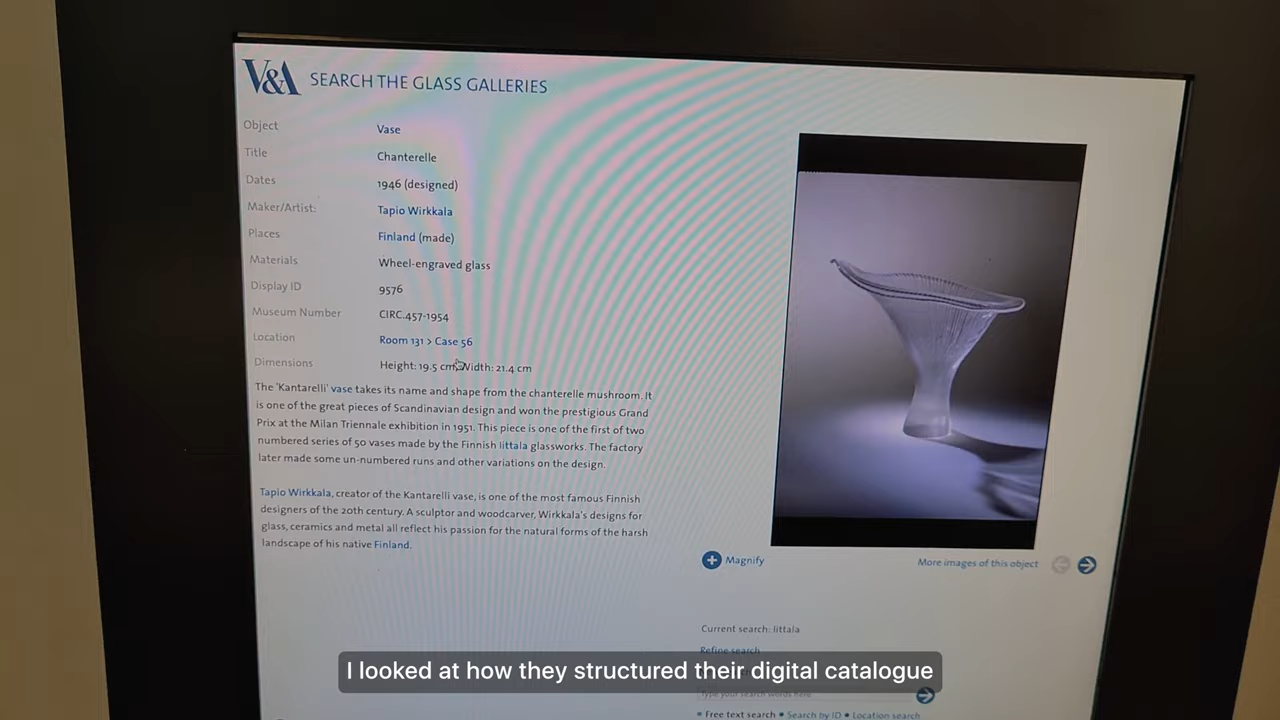 V&A SEARCH THE GLASS GALLERIES
Object Vase
Title Chanterelle
Dates 1946 (designed)
Maker/Artist: Tapio Wirkkala
Places Finland (made)
Materials Wheel-engraved glass
Display ID 9576
Museum Number CIRC.457-1954
Location Room 131 > Case 56
Dimensions Height: 19.5 cm Width: 21.4 cm
The 'Kantarelli' vase takes its name and shape from the chanterelle mushroom. It
is one of the great pieces of Scandinavian design and won the prestigious Grand
Prix at the Milan Triennale exhibition in 1951. This piece is one of the first of two
numbered series of 50 vases made by the Finnish Iittala glassworks. The factory
later made some un-numbered runs and other variations on the design.
Tapio Wirkkala, creator of the Kantarelli vase, is one of the most famous Finnish
designers of the 20th century. A sculptor and woodcarver, Wirkkala's designs for
glass, ceramics and metal all reflect his passion for the natural forms of the harsh
landscape of his native Finland.
Magnify
More images of this object
Current search: Iittala
Refine search
I looked at how they structured their digital catalogue
Type your search words here
Free text search • Search by ID • Location search